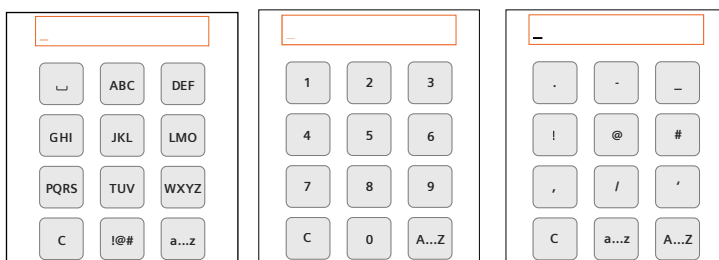 _
␣ ABC DEF
GHI JKL LMO
PQRS TUV WXYZ
C !@# a...z
_
1 2 3
4 5 6
7 8 9
C 0 A...Z
_
. - _
! @ #
, / ‘
C a...z A...Z